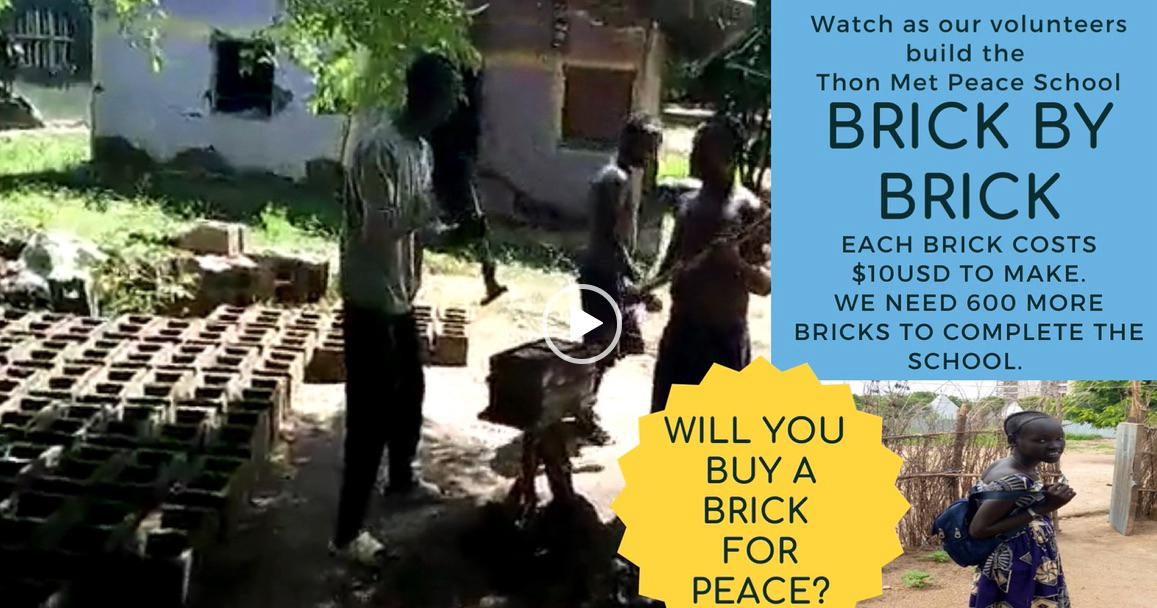 Watch as our volunteers
build the
Thon Met Peace School
BRICK BY
BRICK
EACH BRICK COSTS
$10USD TO MAKE.
WE NEED 600 MORE
BRICKS TO COMPLETE THE
SCHOOL.
WILL YOU
BUY A
BRICK
FOR
PEACE?